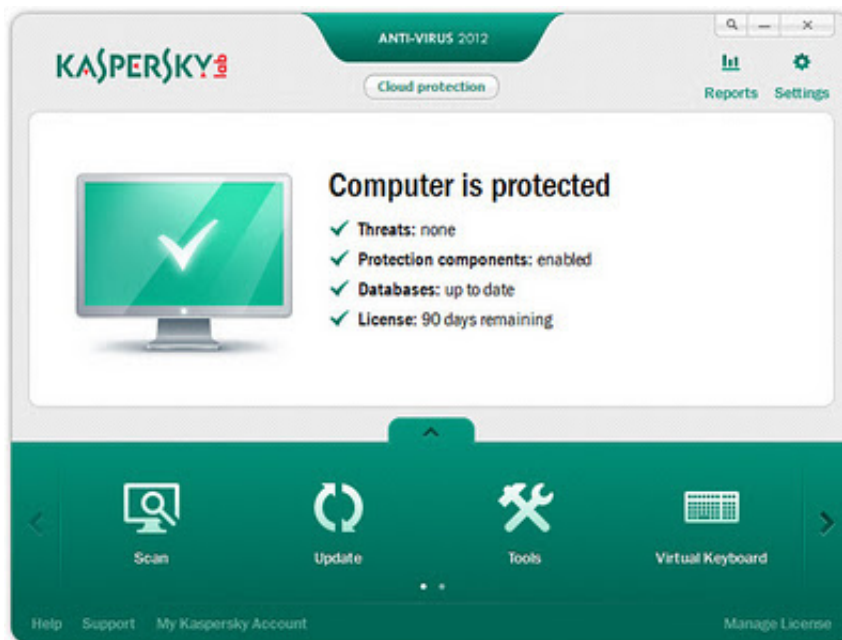 ANTI-VIRUS 2012
KASPERSKY lab
Cloud protection
Reports
Settings
Computer is protected
Threats: none
Protection components: enabled
Databases: up to date
License: 90 days remaining
Scan
Update
Tools
Virtual Keyboard
Help
Support
My Kaspersky Account
Manage License